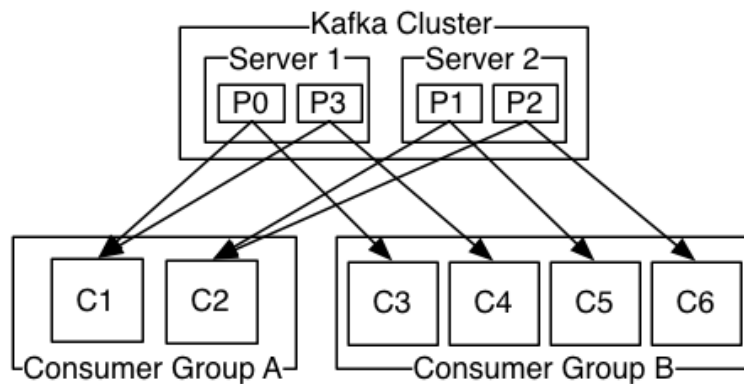 Kafka Cluster
Server 1 Server 2
P0 P3 P1 P2
C1 C2 C3 C4 C5 C6
Consumer Group A Consumer Group B